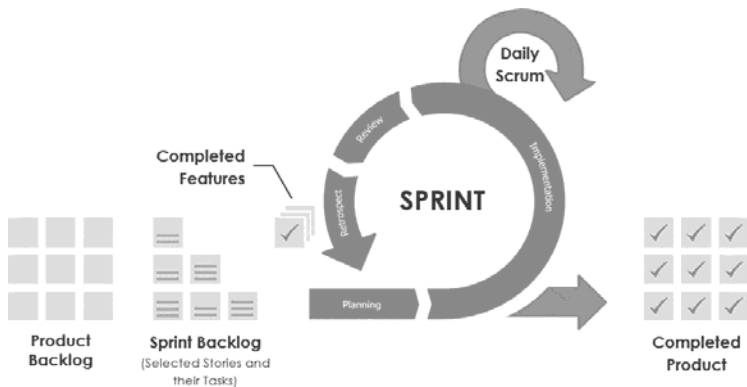 Daily
Scrum
Review
Implementation
Completed
Features
SPRINT
Retrospect
Planning
Product
Backlog
Sprint Backlog
(Selected Stories and
their Tasks)
Completed
Product